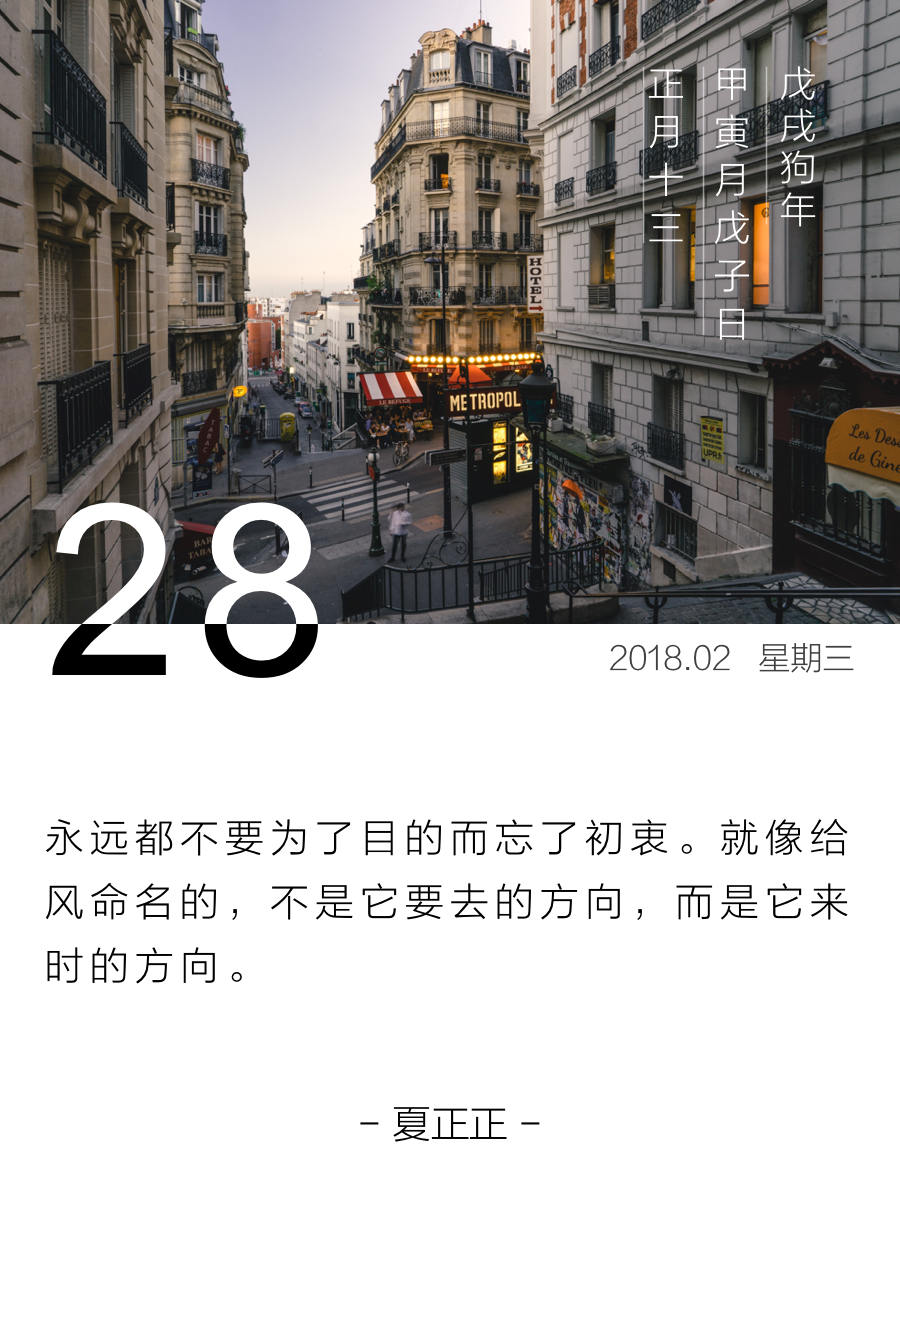 戊戌狗年
甲寅月戊子日
正月十三
HOTEL
LE REFUGE
METROPOL
Les Des
de Gine
BAR
TABA
UPR
28
2018.02 星期三
永远都不要为了目的而忘了初衷。就像给
风命名的，不是它要去的方向，而是它来
时的方向。
- 夏正正 -